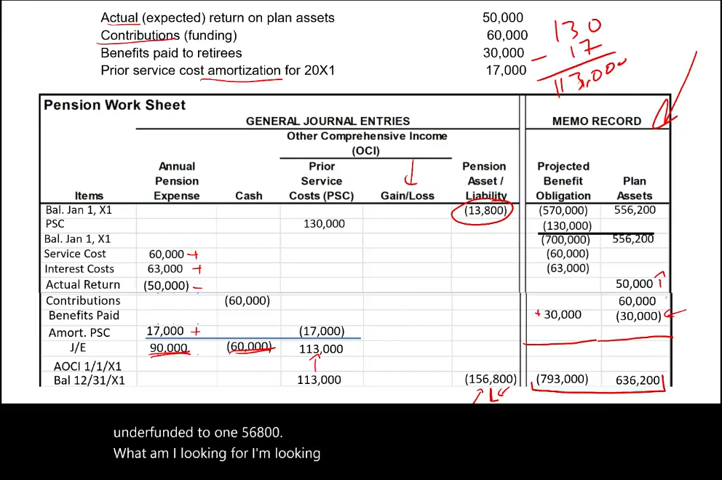 Actual (expected) return on plan assets 50,000
Contributions (funding) 60,000
Benefits paid to retirees 30,000
Prior service cost amortization for 20X1 17,000
130
- 17
113,000
Pension Work Sheet
GENERAL JOURNAL ENTRIES MEMO RECORD
Other Comprehensive Income
(OCI)
Annual Prior Pension Projected
Pension Service Asset / Benefit Plan
Items Expense Cash Costs (PSC) Gain/Loss Liability Obligation Assets
Bal. Jan 1, X1 (13,800) (570,000) 556,200
PSC 130,000 (130,000)
Bal. Jan 1, X1 (700,000) 556,200
Service Cost 60,000 + (60,000)
Interest Costs 63,000 + (63,000)
Actual Return (50,000) - 50,000
Contributions (60,000) 60,000
Benefits Paid + 30,000 (30,000)
Amort. PSC 17,000 + (17,000)
J/E 90,000 (60,000) 113,000
AOCI 1/1/X1
Bal 12/31/X1 113,000 (156,800) (793,000) 636,200
underfunded to one 56800.
What am I looking for I'm looking